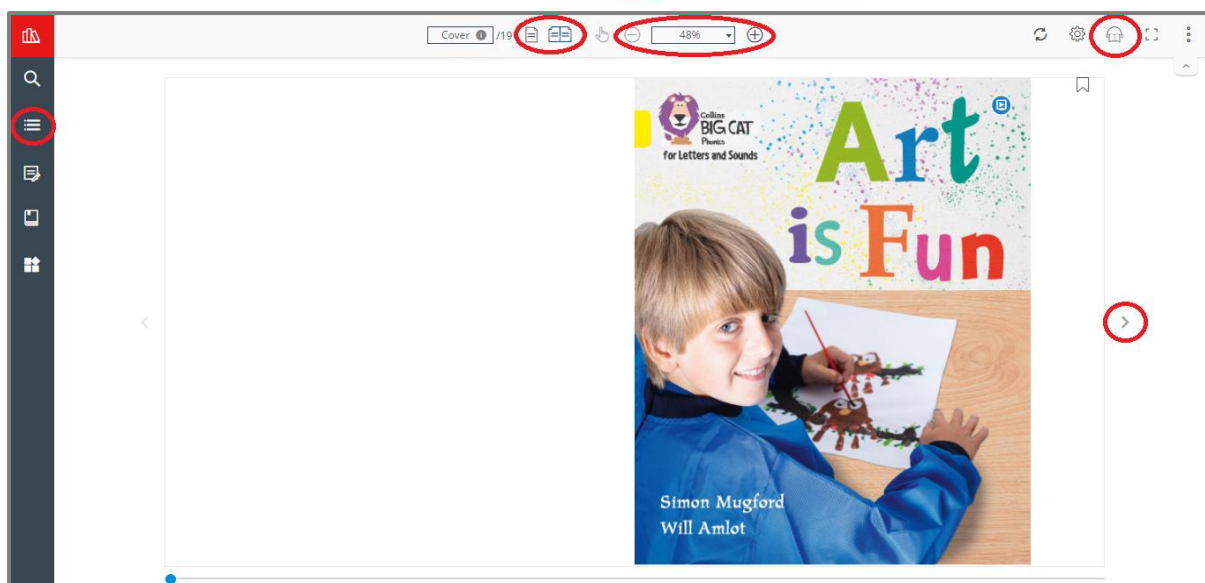 Cover /19
48%
Collins
BIG CAT
Phonics
for Letters and Sounds
Art
is Fun
Simon Mugford
Will Amlot